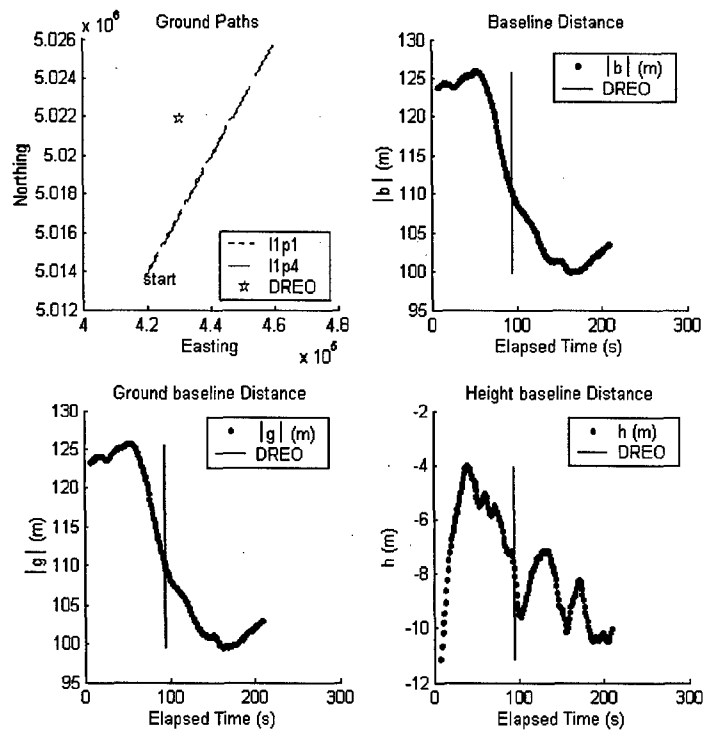 × 10⁶
Ground Paths
5.026
5.024
5.022
5.02
5.018
5.016
5.014
5.012
Northing
start
l1p1
l1p4
DREO
4
4.2
4.4
4.6
4.8
Easting
× 10⁵
Baseline Distance
130
125
120
115
110
105
100
95
|b| (m)
|b| (m)
DREO
0
100
200
300
Elapsed Time (s)
Ground baseline Distance
130
125
120
115
110
105
100
95
|g| (m)
|g| (m)
DREO
0
100
200
300
Elapsed Time (s)
Height baseline Distance
-2
-4
-6
-8
-10
-12
h (m)
h (m)
DREO
0
100
200
300
Elapsed Time (s)